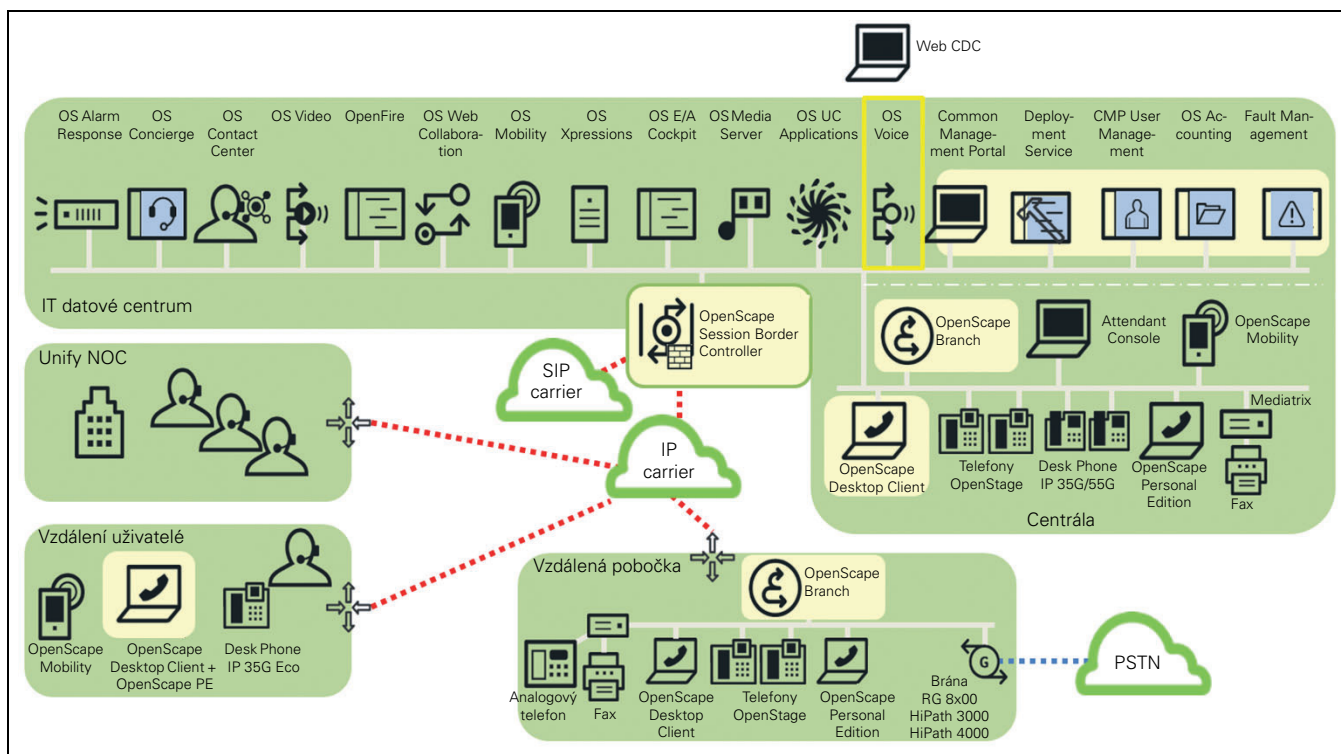 Web CDC
OS Alarm
Response
OS
Concierge
OS
Contact
Center
OS Video
OpenFire
OS Web
Collabora-
tion
OS
Mobility
OS
Xpressions
OS E/A
Cockpit
OS Media
Server
OS UC
Applications
OS
Voice
Common
Manage-
ment Portal
Deploy-
ment
Service
CMP User
Manage-
ment
OS Ac-
counting
Fault Man-
agement
IT datové centrum
OpenScape
Session Border
Controller
OpenScape
Branch
Attendant
Console
OpenScape
Mobility
Mediatrix
OpenScape
Desktop Client
Telefony
OpenStage
Desk Phone
IP 35G/55G
OpenScape
Personal
Edition
Fax
Centrála
Unify NOC
SIP
carrier
IP
carrier
Vzdálení uživatelé
OpenScape
Mobility
OpenScape
Desktop Client +
OpenScape PE
Desk Phone
IP 35G Eco
Vzdálená pobočka
OpenScape
Branch
Analogový
telefon
Fax
OpenScape
Desktop
Client
Telefony
OpenStage
OpenScape
Personal
Edition
G
Brána
RG 8x00
HiPath 3000
HiPath 4000
PSTN